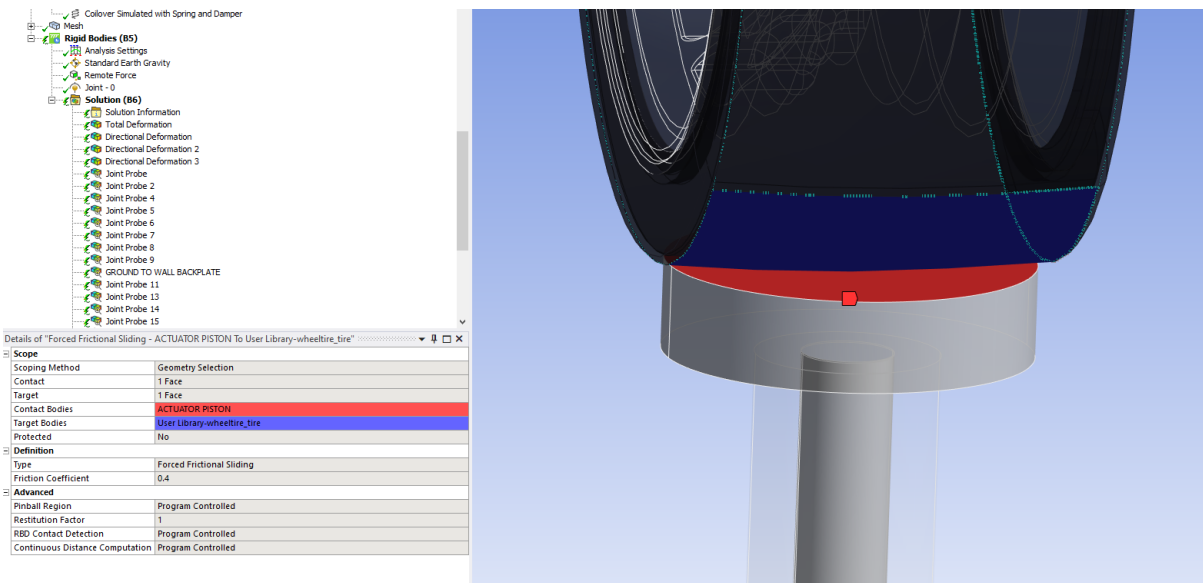 Coilover Simulated with Spring and Damper
Mesh
Rigid Bodies (B5)
Analysis Settings
Standard Earth Gravity
Remote Force
Joint - 0
Solution (B6)
Solution Information
Total Deformation
Directional Deformation
Directional Deformation 2
Directional Deformation 3
Joint Probe
Joint Probe 2
Joint Probe 4
Joint Probe 5
Joint Probe 6
Joint Probe 7
Joint Probe 8
Joint Probe 9
GROUND TO WALL BACKPLATE
Joint Probe 11
Joint Probe 13
Joint Probe 14
Joint Probe 15
Details of "Forced Frictional Sliding - ACTUATOR PISTON To User Library-wheeltire_tire"
Scope
Scoping Method Geometry Selection
Contact 1 Face
Target 1 Face
Contact Bodies ACTUATOR PISTON
Target Bodies User Library-wheeltire_tire
Protected No
Definition
Type Forced Frictional Sliding
Friction Coefficient 0.4
Advanced
Pinball Region Program Controlled
Restitution Factor 1
RBD Contact Detection Program Controlled
Continuous Distance Computation Program Controlled